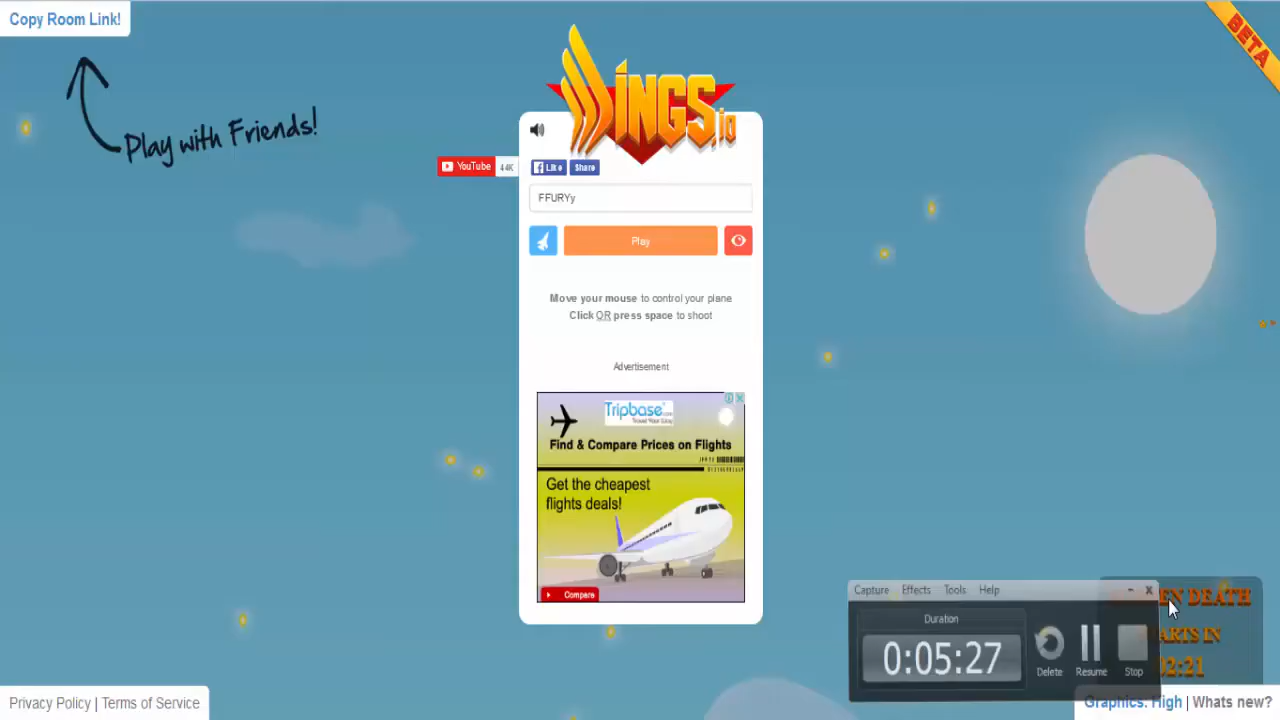 Copy Room Link!
Play with Friends!
BETA
WINGS.io
YouTube 44K
Like Share
FFURYy
Play
Move your mouse to control your plane
Click OR press space to shoot
Advertisement
Tripbase.com
Find & Compare Prices on Flights
Get the cheapest
flights deals!
Compare
Capture Effects Tools Help
Duration
0:05:27
Delete Resume Stop
DEATH
IN
02:21
Privacy Policy | Terms of Service
Graphics: High | Whats new?